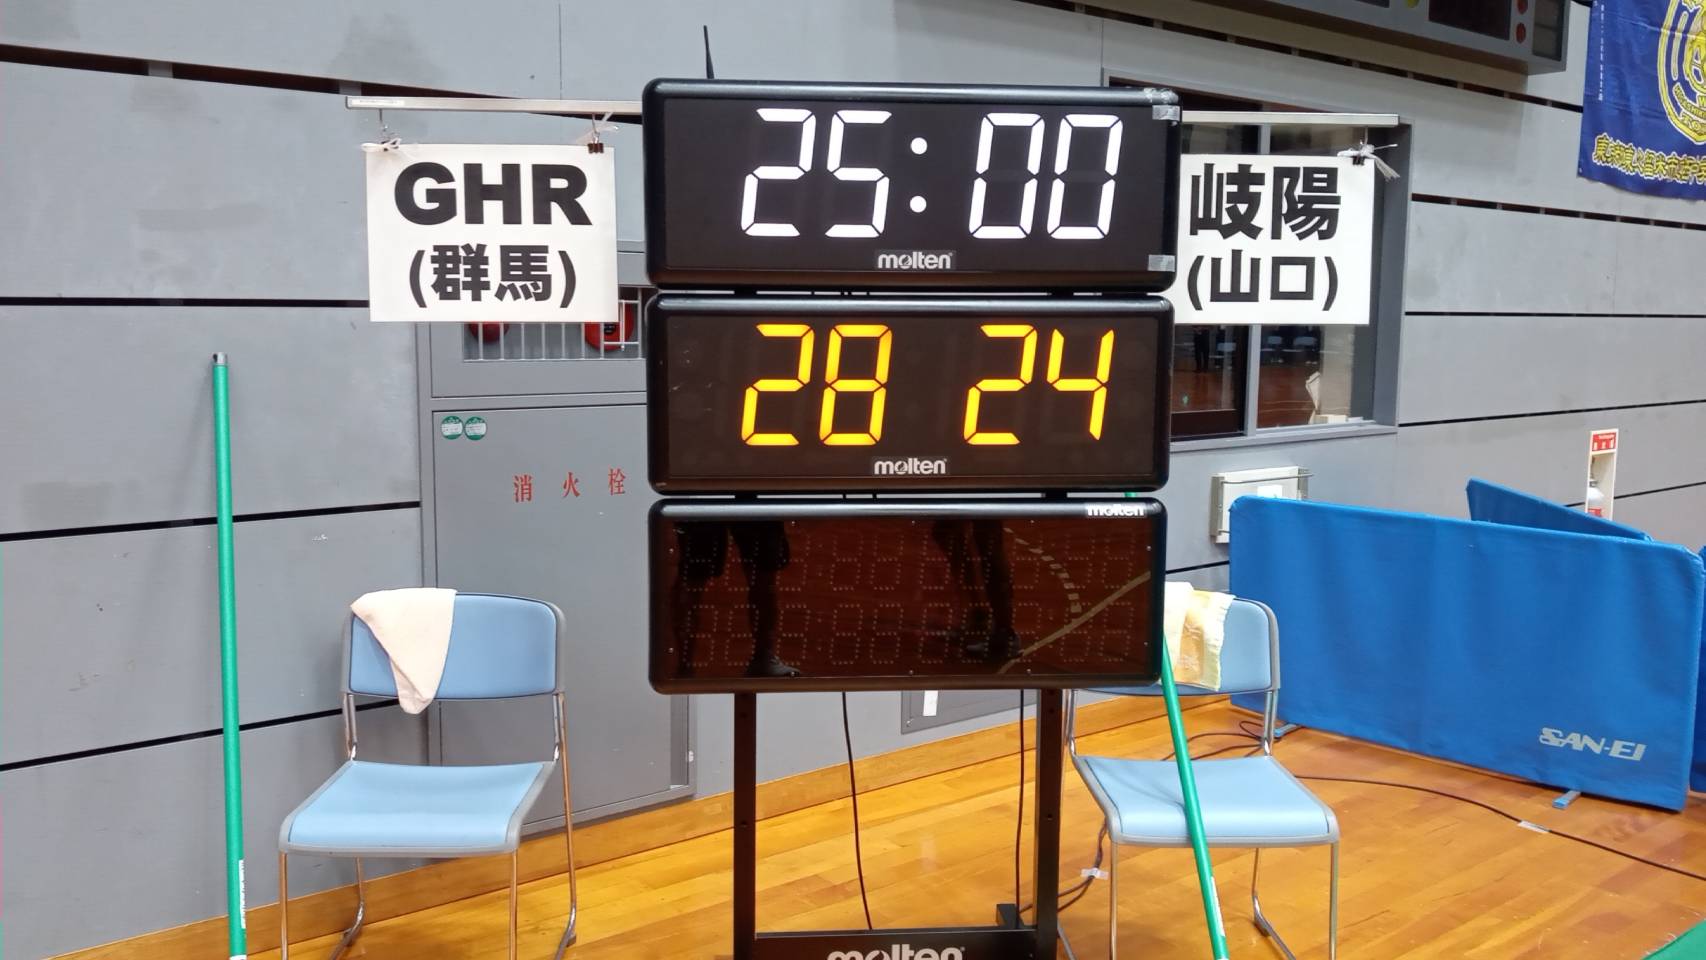 25:00
molten
GHR
(群馬)
岐陽
(山口)
28 24
molten
molten
消火栓
SAN-EI
molten